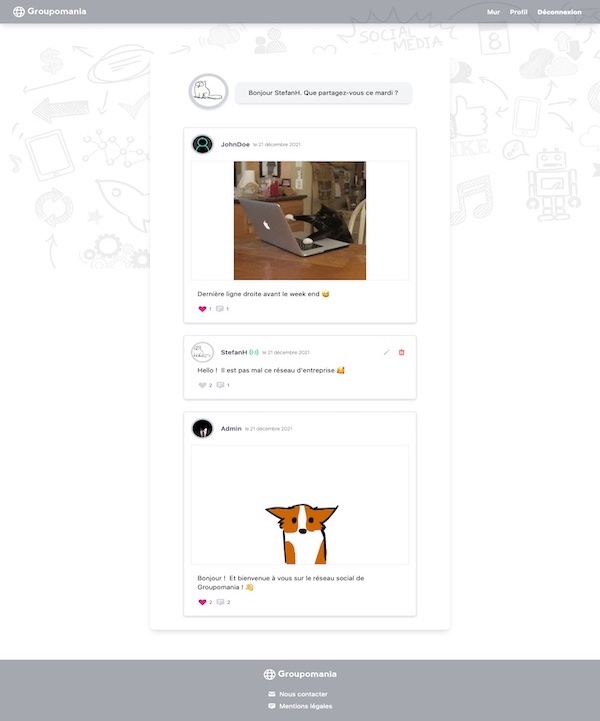 Groupomania
Mur Profil Déconnexion
SOCIAL
MEDIA
Bonjour StefanH, Que partagez-vous ce mardi ?
JohnDoe le 21 décembre 2021
Dernière ligne droite avant le week end 😅
1 1
StefanH le 21 décembre 2021
Hello ! Il est pas mal ce réseau d'entreprise 🥰
2 1
Admin le 21 décembre 2021
Bonjour ! Et bienvenue à vous sur le réseau social de
Groupomania ! 👋
2 2
Groupomania
Nous contacter
Mentions légales